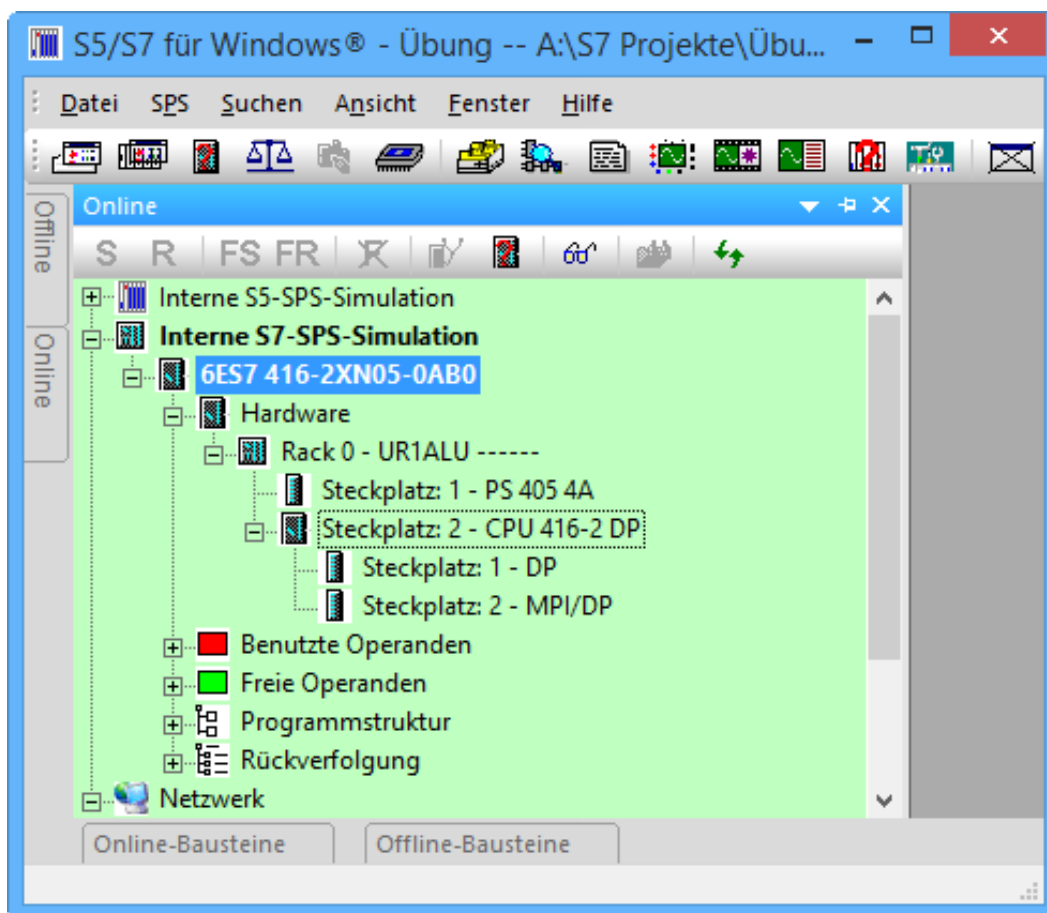 S5/S7 für Windows® - Übung -- A:\S7 Projekte\Übu...
Datei SPS Suchen Ansicht Fenster Hilfe
Offline
Online
Online
S R FS FR
Interne S5-SPS-Simulation
Interne S7-SPS-Simulation
6ES7 416-2XN05-0AB0
Hardware
Rack 0 - UR1ALU ------
Steckplatz: 1 - PS 405 4A
Steckplatz: 2 - CPU 416-2 DP
Steckplatz: 1 - DP
Steckplatz: 2 - MPI/DP
Benutzte Operanden
Freie Operanden
Programmstruktur
Rückverfolgung
Netzwerk
Online-Bausteine Offline-Bausteine